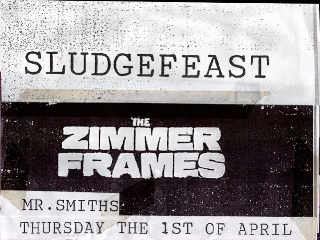 SLUDGEFEAST
THE
ZIMMER
FRAMES
MR.SMITHS
THURSDAY THE 1ST OF APRIL